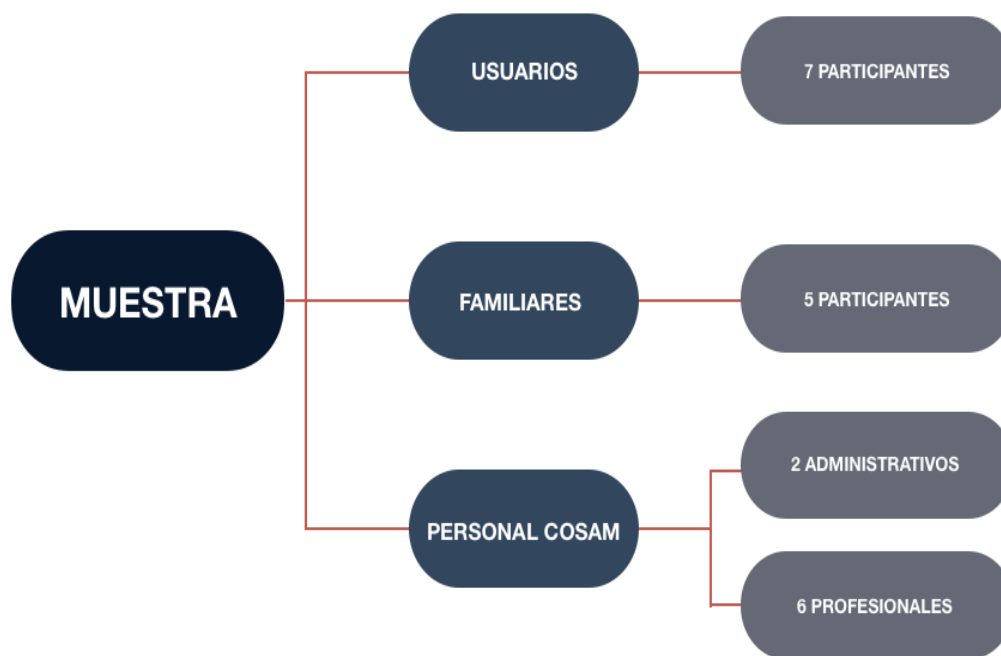 MUESTRA
USUARIOS
7 PARTICIPANTES
FAMILIARES
5 PARTICIPANTES
PERSONAL COSAM
2 ADMINISTRATIVOS
6 PROFESIONALES